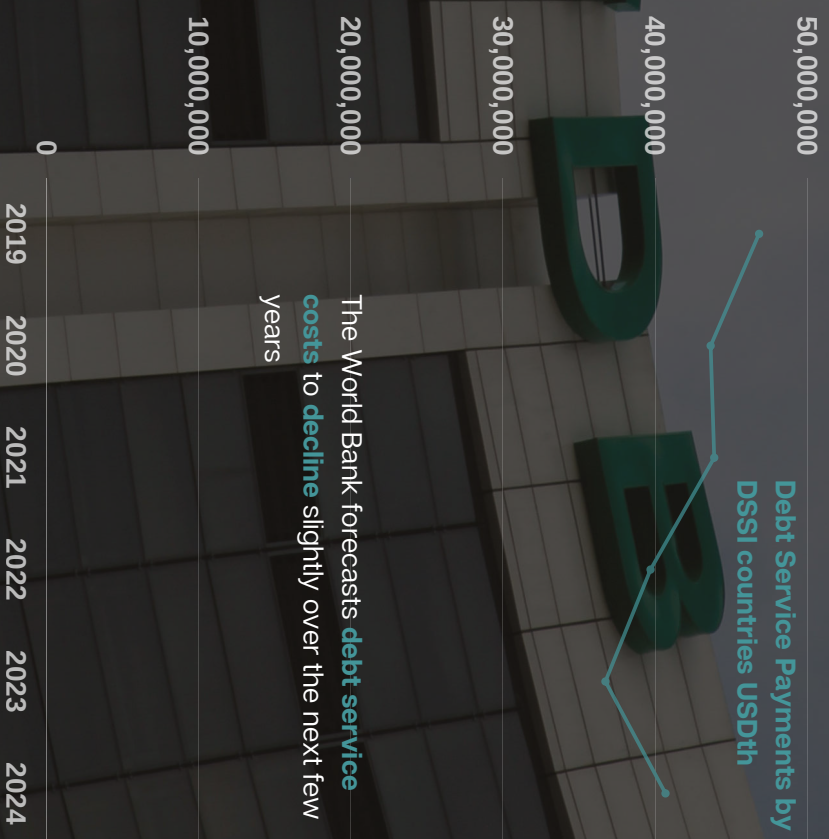 Debt Service Payments by
DSSI countries USDth
50,000,000
40,000,000
30,000,000
20,000,000
10,000,000
0
The World Bank forecasts debt service
costs to decline slightly over the next few
years
2019
2020
2021
2022
2023
2024
D
B